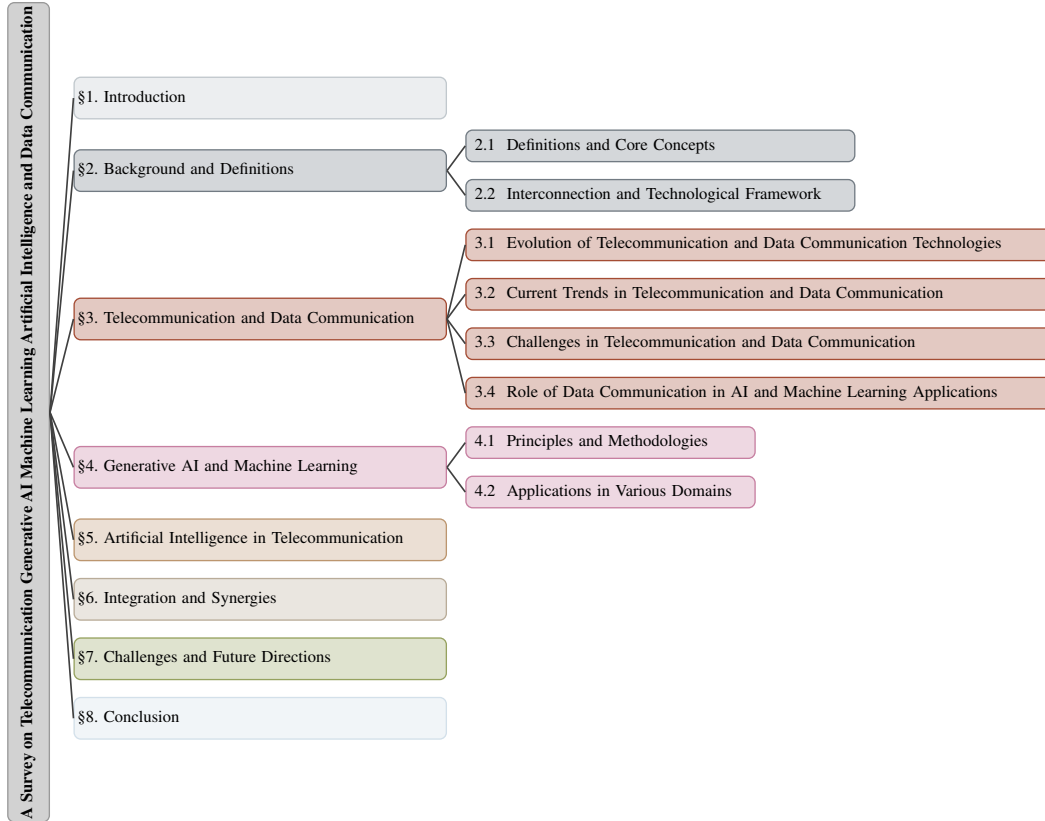 A Survey on Telecommunication Generative AI Machine Learning Artificial Intelligence and Data Communication
§1. Introduction
§2. Background and Definitions
2.1 Definitions and Core Concepts
2.2 Interconnection and Technological Framework
§3. Telecommunication and Data Communication
3.1 Evolution of Telecommunication and Data Communication Technologies
3.2 Current Trends in Telecommunication and Data Communication
3.3 Challenges in Telecommunication and Data Communication
3.4 Role of Data Communication in AI and Machine Learning Applications
§4. Generative AI and Machine Learning
4.1 Principles and Methodologies
4.2 Applications in Various Domains
§5. Artificial Intelligence in Telecommunication
§6. Integration and Synergies
§7. Challenges and Future Directions
§8. Conclusion